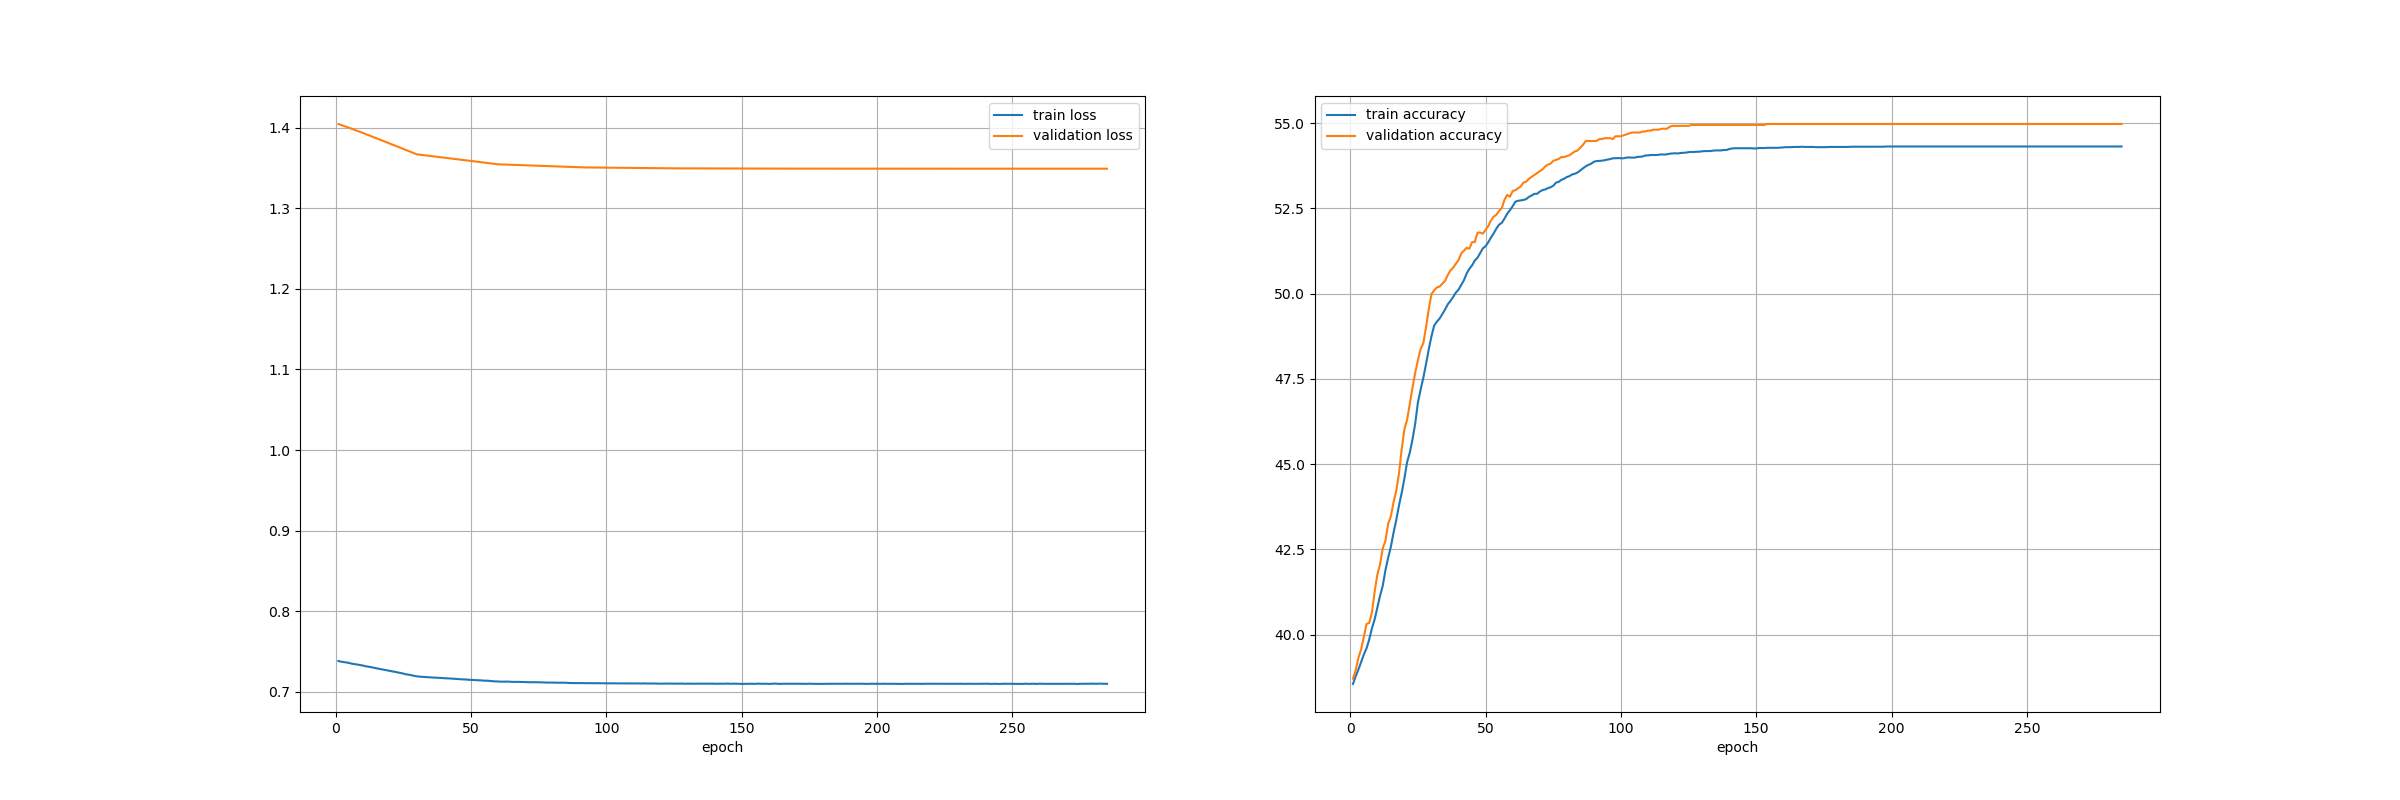 train loss
validation loss
1.4
1.3
1.2
1.1
1.0
0.9
0.8
0.7
0 50 100 150 200 250
epoch
train accuracy
validation accuracy
55.0
52.5
50.0
47.5
45.0
42.5
40.0
0 50 100 150 200 250
epoch